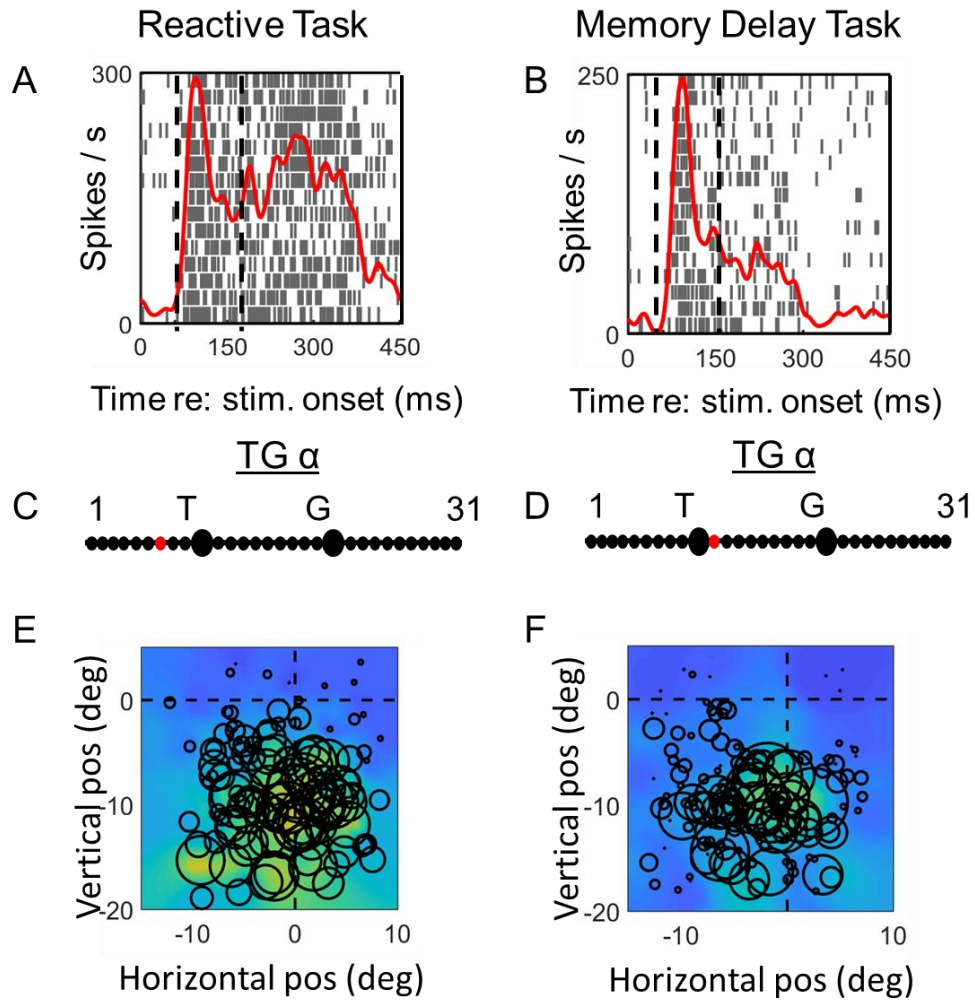 Reactive Task
Memory Delay Task
A
300
Spikes / s
0
0 150 300 450
Time re: stim. onset (ms)
B
250
Spikes / s
0
0 150 300 450
Time re: stim. onset (ms)
TG α
C 1 T G 31
TG α
D 1 T G 31
E
Vertical pos (deg)
0
-10
-20
-10 0 10
Horizontal pos (deg)
F
Vertical pos (deg)
0
-10
-20
-10 10
Horizontal pos (deg)